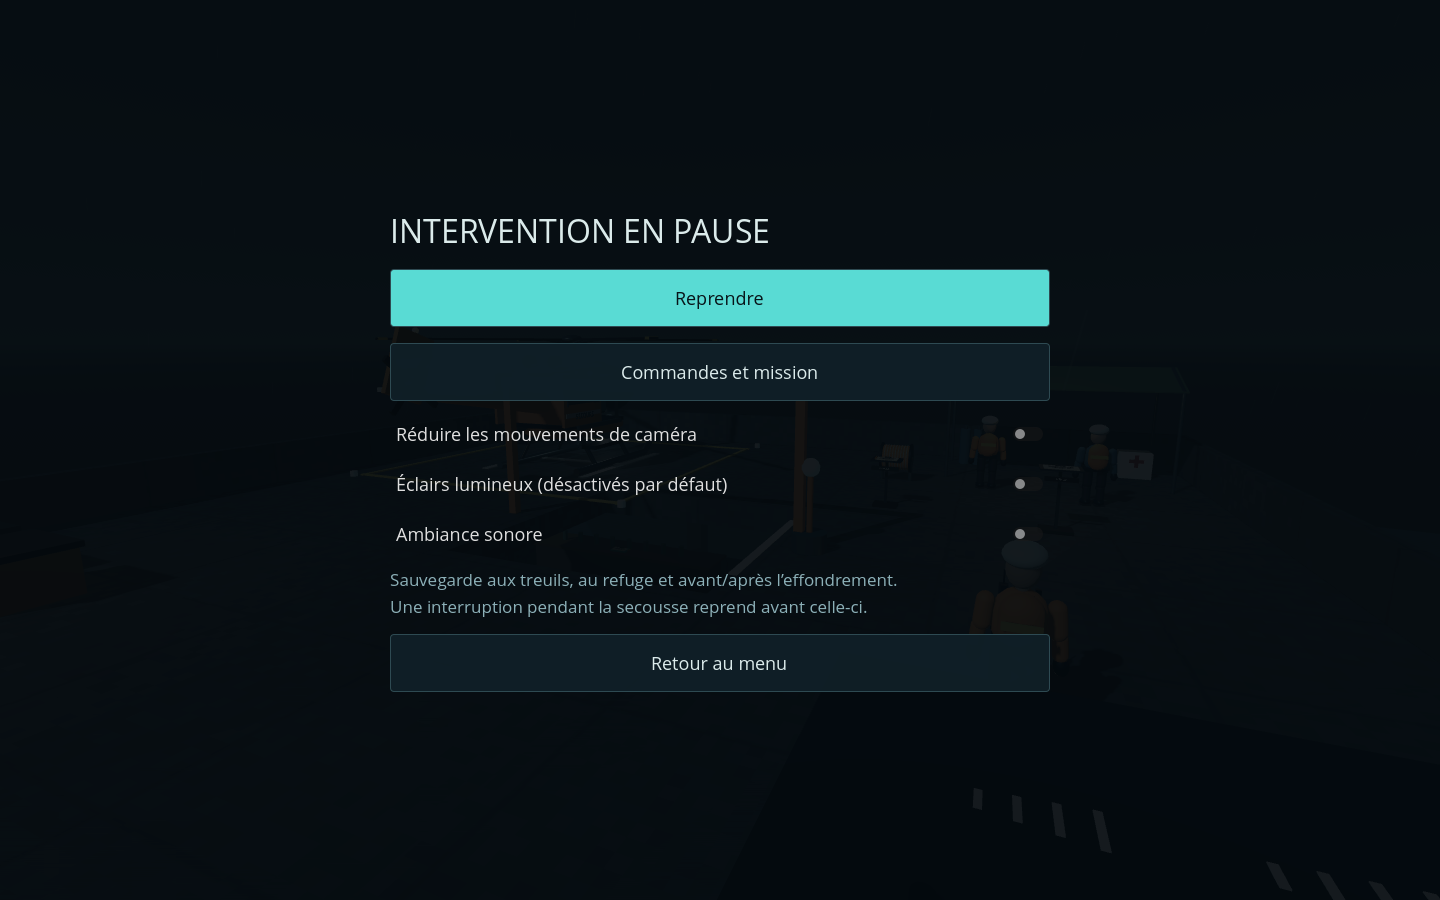 INTERVENTION EN PAUSE
Reprendre
Commandes et mission
Réduire les mouvements de caméra
Éclairs lumineux (désactivés par défaut)
Ambiance sonore
Sauvegarde aux treuils, au refuge et avant/après l’effondrement.
Une interruption pendant la secousse reprend avant celle-ci.
Retour au menu